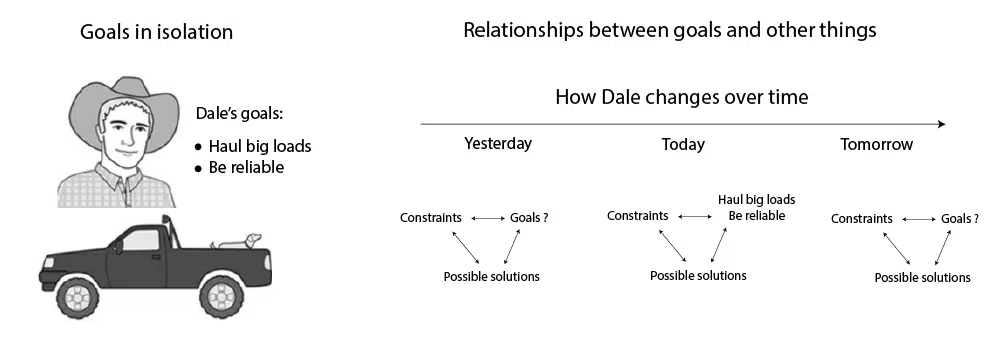 Goals in isolation
Dale's goals:
• Haul big loads
• Be reliable
Relationships between goals and other things
How Dale changes over time
Yesterday
Today
Tomorrow
Constraints
Goals ?
Possible solutions
Constraints
Haul big loads
Be reliable
Possible solutions
Constraints
Goals ?
Possible solutions